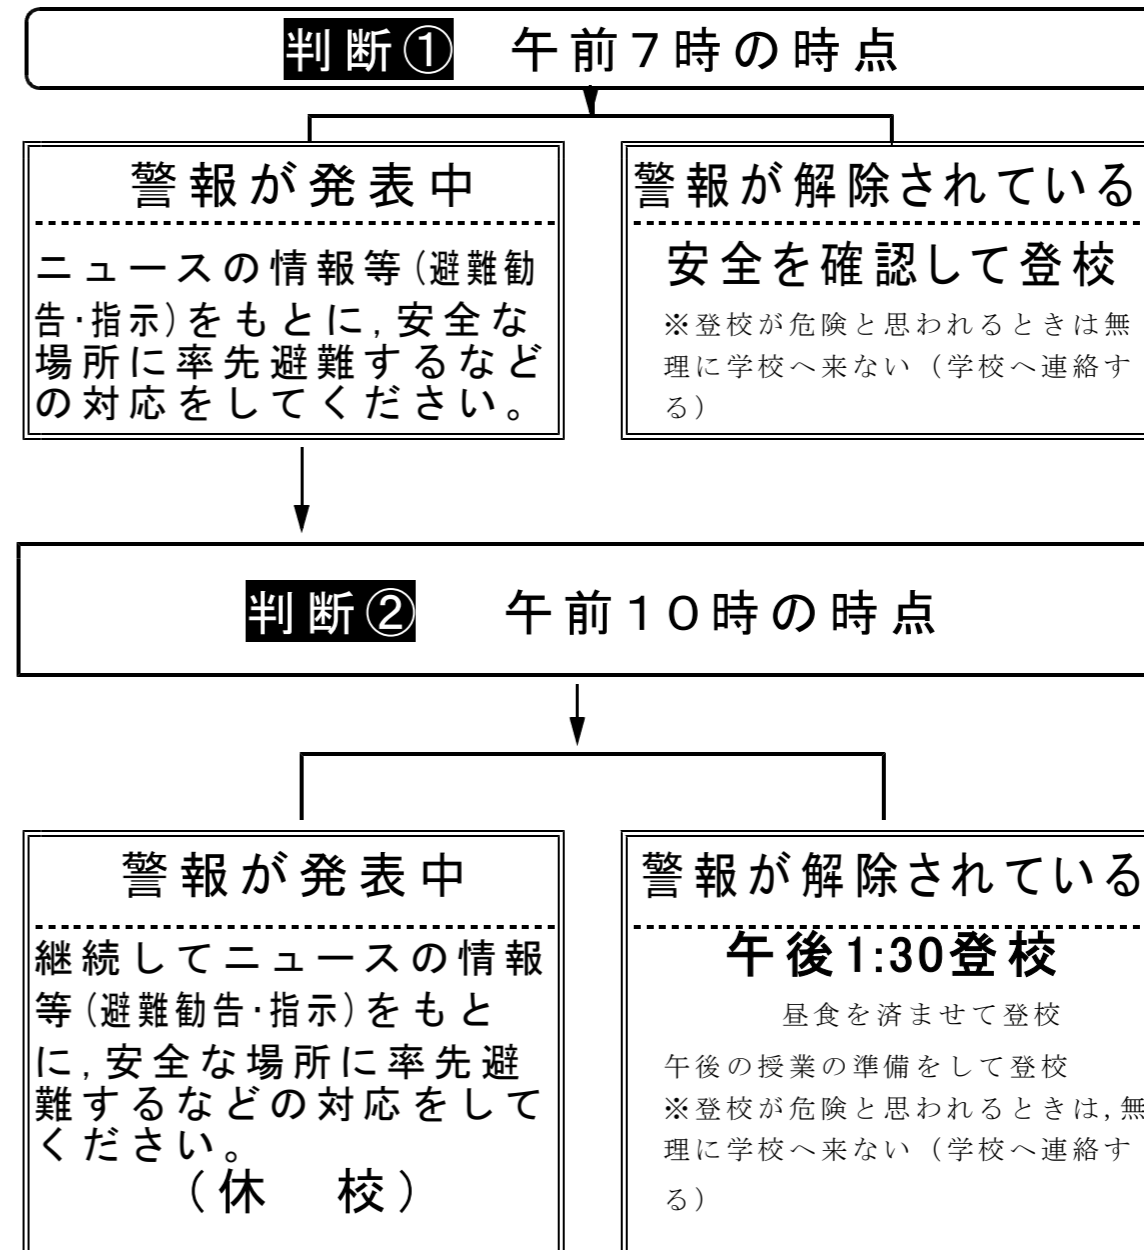 判断① 午前７時の時点
警報が発表中
ニュースの情報等(避難勧
告・指示)をもとに,安全な
場所に率先避難するなど
の対応をしてください。
警報が解除されている
安全を確認して登校
※登校が危険と思われるときは無
理に学校へ来ない（学校へ連絡す
る）
判断② 午前１０時の時点
警報が発表中
継続してニュースの情報
等(避難勧告・指示)をもと
に,安全な場所に率先避
難するなどの対応をして
ください。
（休　校）
警報が解除されている
午後1:30登校
昼食を済ませて登校
午後の授業の準備をして登校
※登校が危険と思われるときは,無
理に学校へ来ない（学校へ連絡す
る）